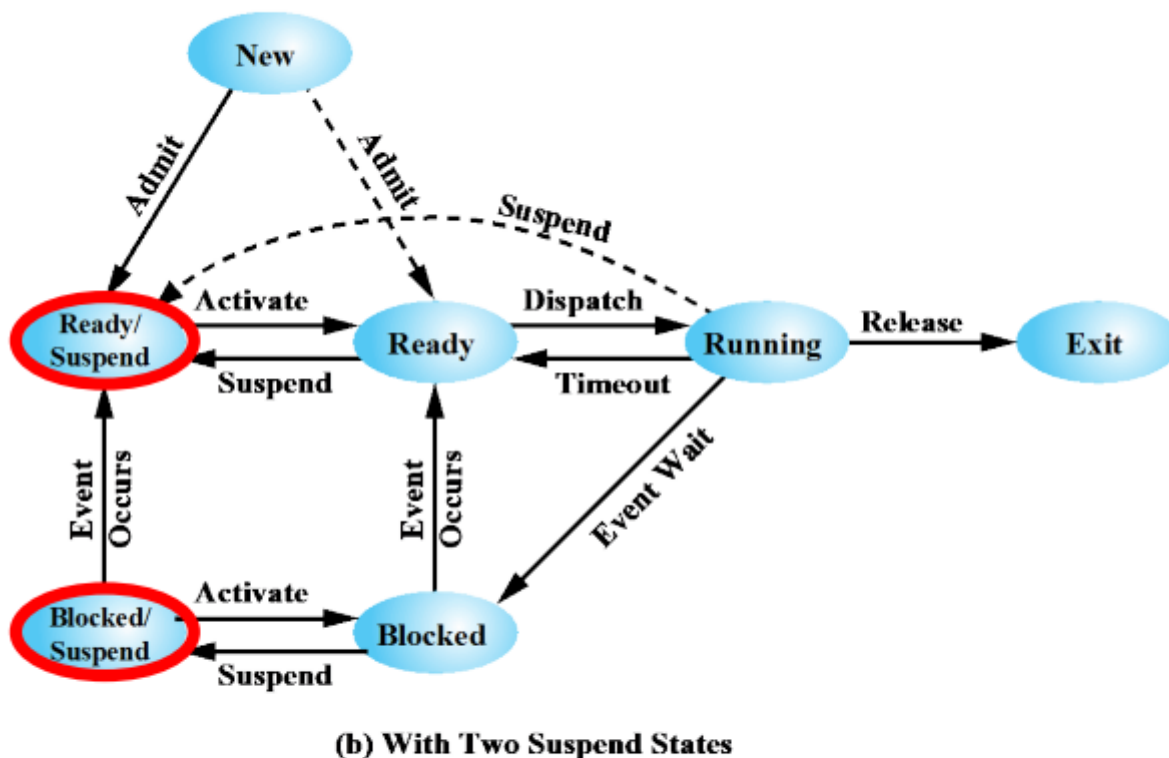 New
Admit
Admit
Suspend
Ready/
Suspend
Activate
Suspend
Ready
Dispatch
Timeout
Running
Release
Exit
Event
Occurs
Event
Occurs
Event Wait
Blocked/
Suspend
Activate
Suspend
Blocked
(b) With Two Suspend States